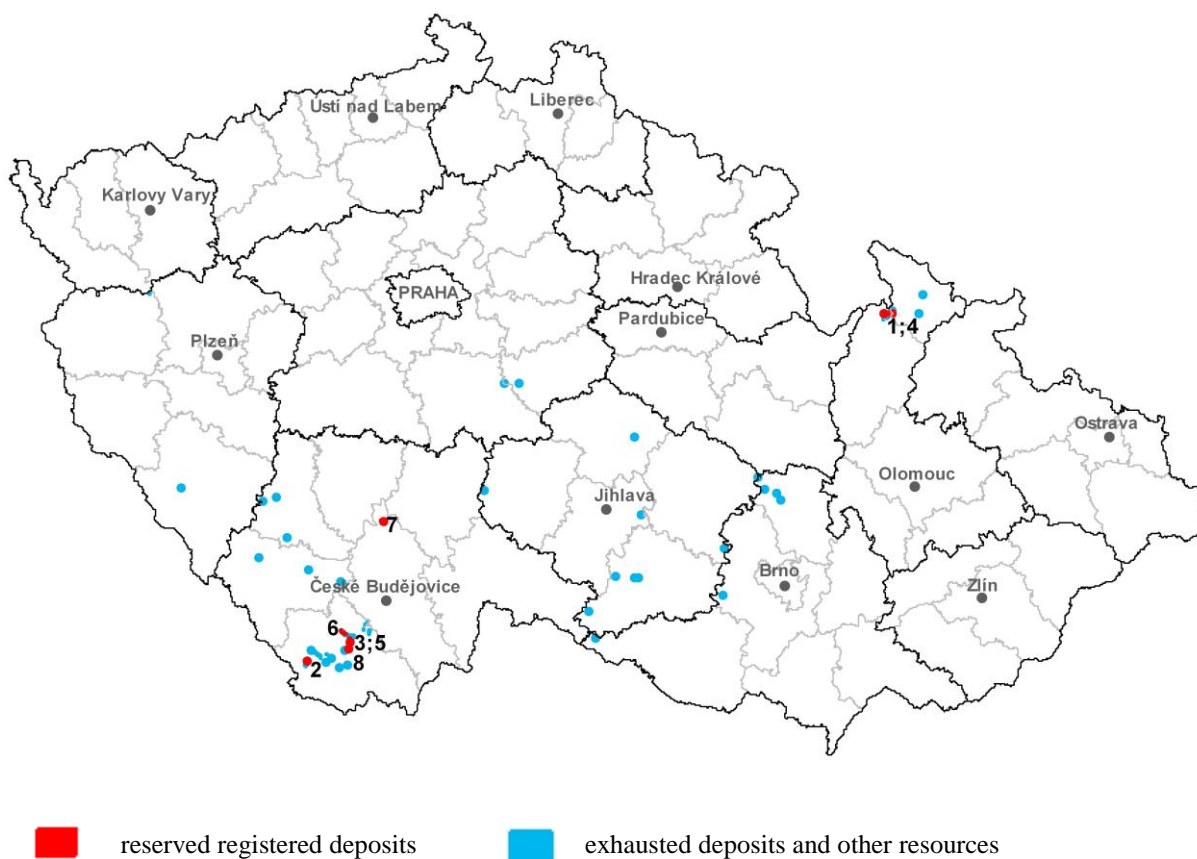 Ústí nad Labem
Liberec
Karlovy Vary
Hradec Králové
PRAHA
Pardubice
1;4
Plzeň
Ostrava
Olomouc
Jihlava
7
Brno
České Budějovice
Zlín
6
3;5
2
8
reserved registered deposits
exhausted deposits and other resources